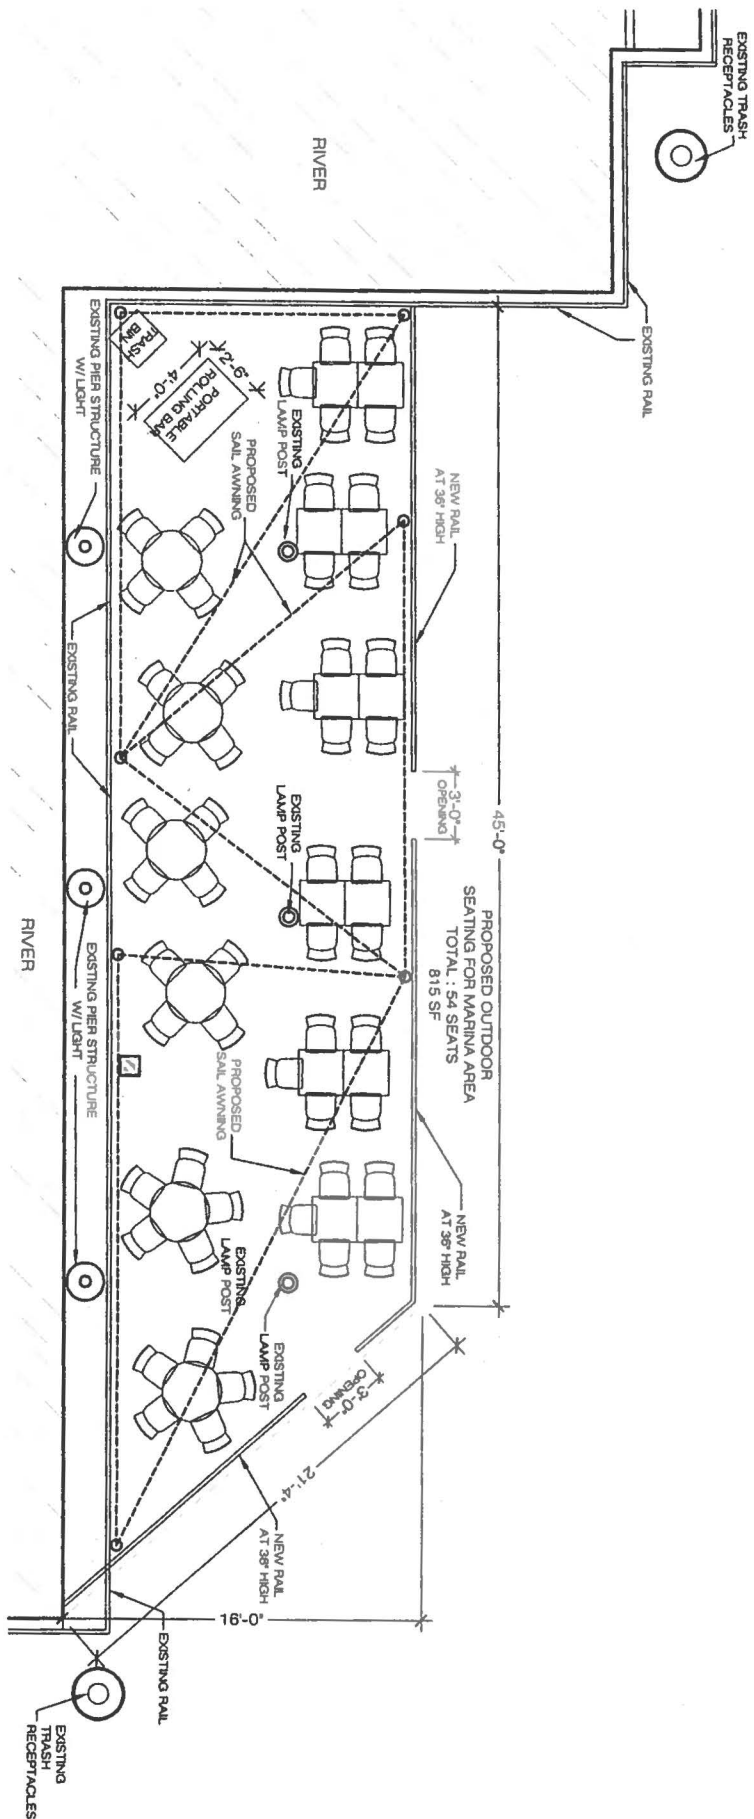 EXISTING TRASH
RECEPTACLES
RIVER
EXISTING RAIL
EXISTING PIER STRUCTURE
W/ LIGHT
TRASH
BIN
2'-9"
4'-0"
PORTABLE
ROLLING BAR
EXISTING
LAMP POST
PROPOSED
SAIL AWNING
NEW RAIL
AT 36" HIGH
EXISTING RAIL
3'-0"
OPENING
45'-0"
EXISTING
LAMP POST
PROPOSED OUTDOOR
SEATING FOR MARINA AREA
TOTAL : 54 SEATS
815 SF
RIVER
EXISTING PIER STRUCTURE
W/ LIGHT
PROPOSED
SAIL AWNING
NEW RAIL
AT 36" HIGH
EXISTING
LAMP POST
EXISTING
LAMP POST
3'-0"
OPENING
21'-4"
NEW RAIL
AT 36" HIGH
16'-0"
EXISTING RAIL
EXISTING
TRASH
RECEPTACLES